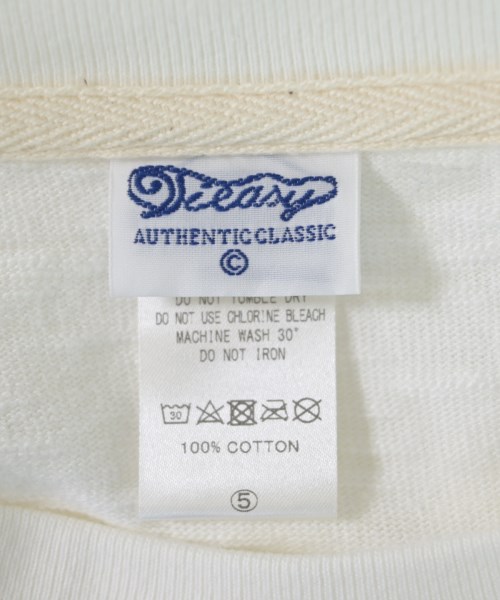 Tieasy
AUTHENTIC CLASSIC
©
DO NOT TUMBLE DRY
DO NOT USE CHLORINE BLEACH
MACHINE WASH 30°
DO NOT IRON
30
100% COTTON
⑤